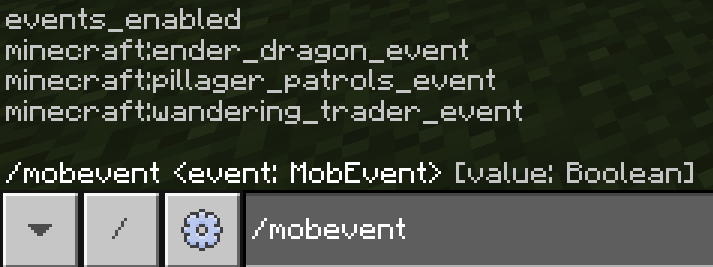 events_enabled
minecraft:ender_dragon_event
minecraft:pillager_patrols_event
minecraft:wandering_trader_event
/mobevent <event: MobEvent> [value: Boolean]
/
/mobevent